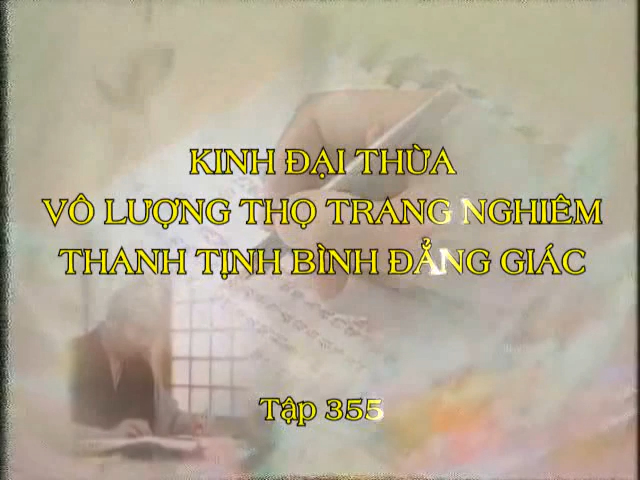 KINH ĐẠI THỪA
VÔ LƯỢNG THỌ TRANG NGHIÊM
THANH TỊNH BÌNH ĐẲNG GIÁC
Tập 355